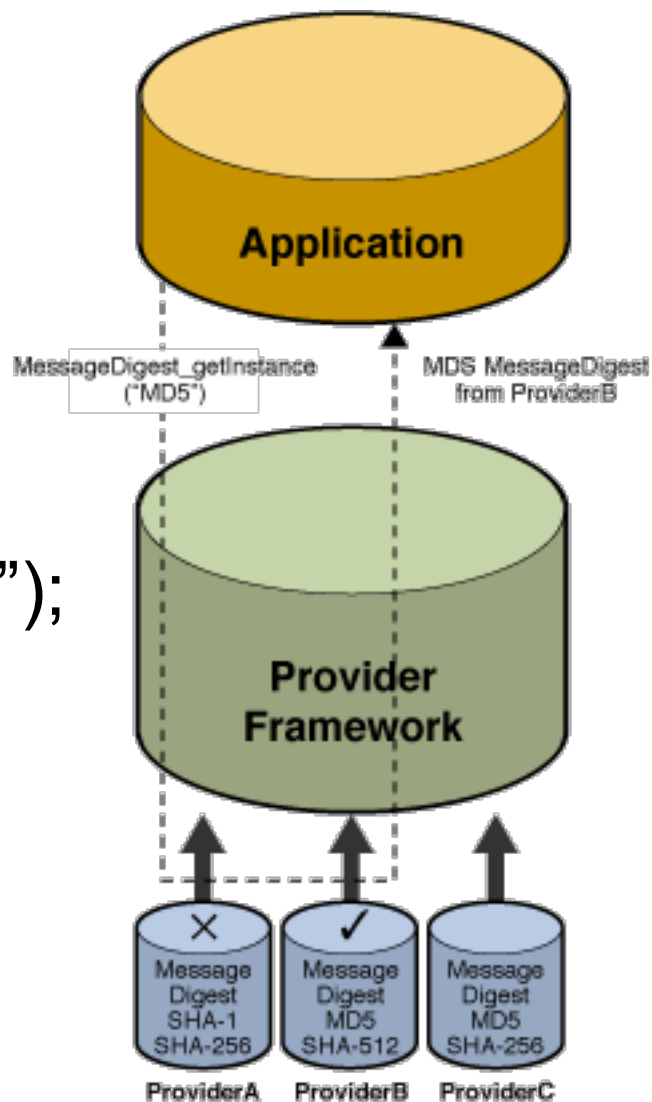 Application
MessageDigest_getInstance
("MD5")
MDS MessageDigest
from ProviderB
”);
Provider
Framework
Message
Digest
SHA-1
SHA-256
Message
Digest
MD5
SHA-512
Message
Digest
MD5
SHA-256
ProviderA
ProviderB
ProviderC